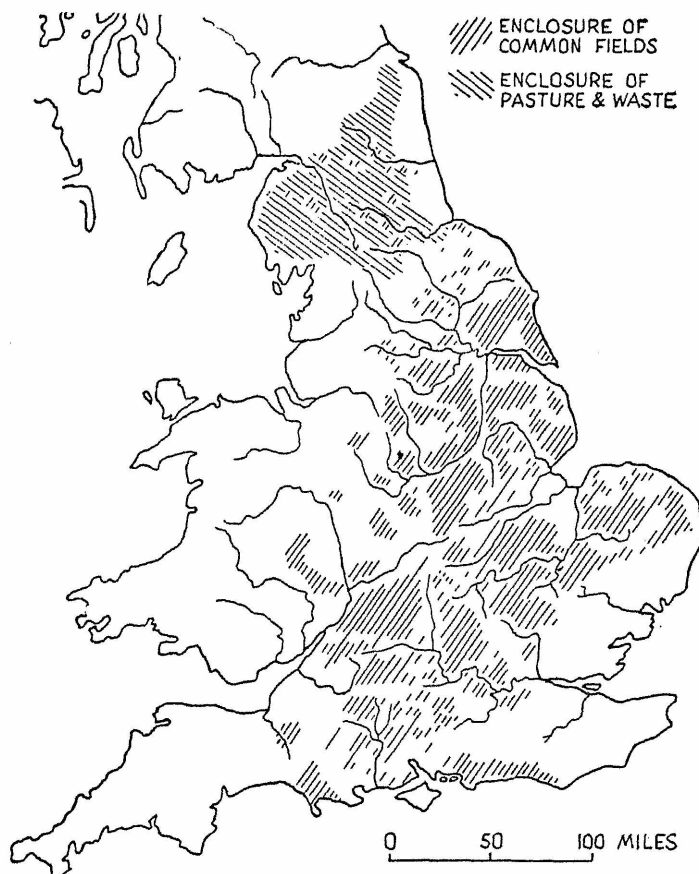 ENCLOSURE OF
COMMON FIELDS
ENCLOSURE OF
PASTURE & WASTE
0 50 100 MILES